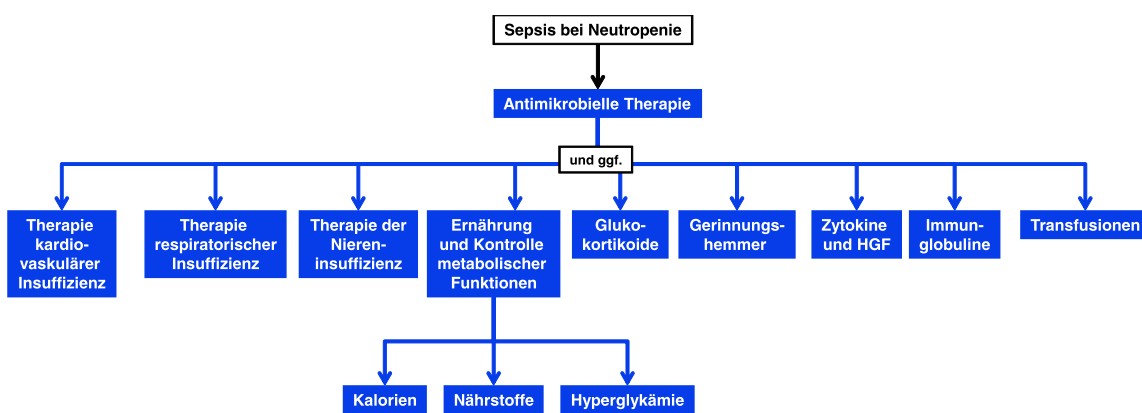 Sepsis bei Neutropenie
Antimikrobielle Therapie
und ggf.
Therapie
kardio-
vaskulärer
Insuffizienz
Therapie
respiratorischer
Insuffizienz
Therapie der
Nieren-
insuffizienz
Ernährung
und Kontrolle
metabolischer
Funktionen
Gluko-
kortikoide
Gerinnungs-
hemmer
Zytokine
und HGF
Immun-
globuline
Transfusionen
Kalorien
Nährstoffe
Hyperglykämie